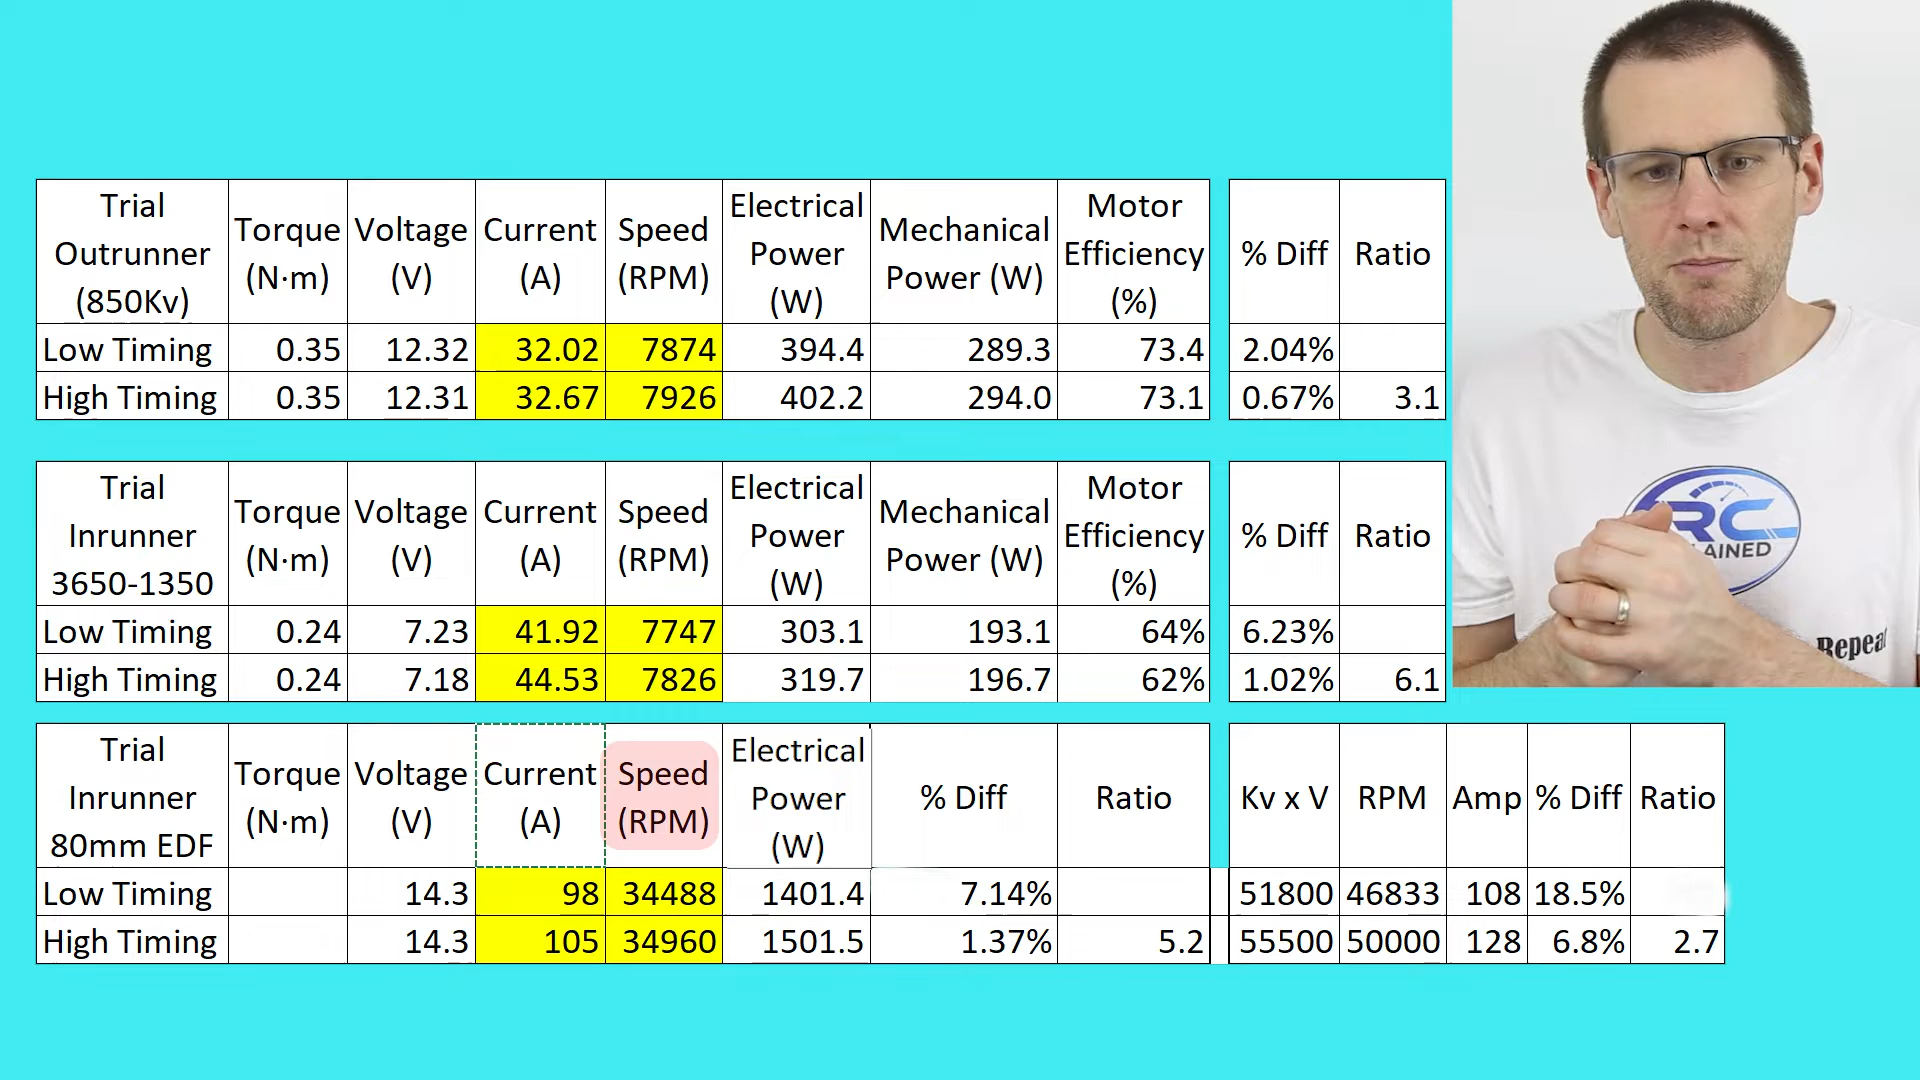 Trial Outrunner (850Kv) Torque (N·m) Voltage (V) Current (A) Speed (RPM) Electrical Power (W) Mechanical Power (W) Motor Efficiency (%) % Diff Ratio
Low Timing 0.35 12.32 32.02 7874 394.4 289.3 73.4 2.04%
High Timing 0.35 12.31 32.67 7926 402.2 294.0 73.1 0.67% 3.1
Trial Inrunner 3650-1350 Torque (N·m) Voltage (V) Current (A) Speed (RPM) Electrical Power (W) Mechanical Power (W) Motor Efficiency (%) % Diff Ratio
Low Timing 0.24 7.23 41.92 7747 303.1 193.1 64% 6.23%
High Timing 0.24 7.18 44.53 7826 319.7 196.7 62% 1.02% 6.1
Trial Inrunner 80mm EDF Torque (N·m) Voltage (V) Current (A) Speed (RPM) Electrical Power (W) % Diff Ratio Kv x V RPM Amp % Diff Ratio
Low Timing 14.3 98 34488 1401.4 7.14% 51800 46833 108 18.5%
High Timing 14.3 105 34960 1501.5 1.37% 5.2 55500 50000 128 6.8% 2.7
RC
LAINED
Repeat